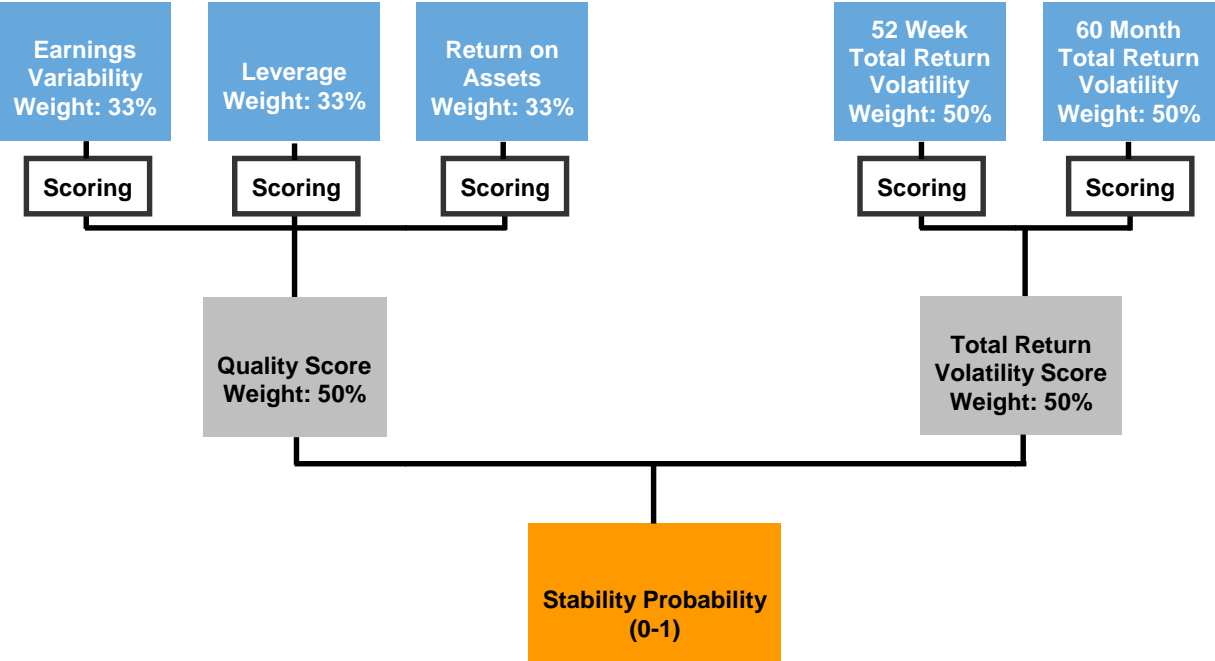 Earnings
Variability
Weight: 33%
Leverage
Weight: 33%
Return on
Assets
Weight: 33%
52 Week
Total Return
Volatility
Weight: 50%
60 Month
Total Return
Volatility
Weight: 50%
Scoring
Scoring
Scoring
Scoring
Scoring
Quality Score
Weight: 50%
Total Return
Volatility Score
Weight: 50%
Stability Probability
(0-1)